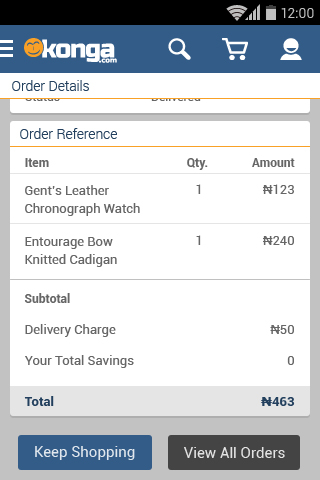 12:00
konga
.com
Order Details
Status Delivered
Order Reference
Item Qty. Amount
Gent's Leather 1 ₦123
Chronograph Watch
Entourage Bow 1 ₦240
Knitted Cadigan
Subtotal
Delivery Charge ₦50
Your Total Savings 0
Total ₦463
Keep Shopping View All Orders